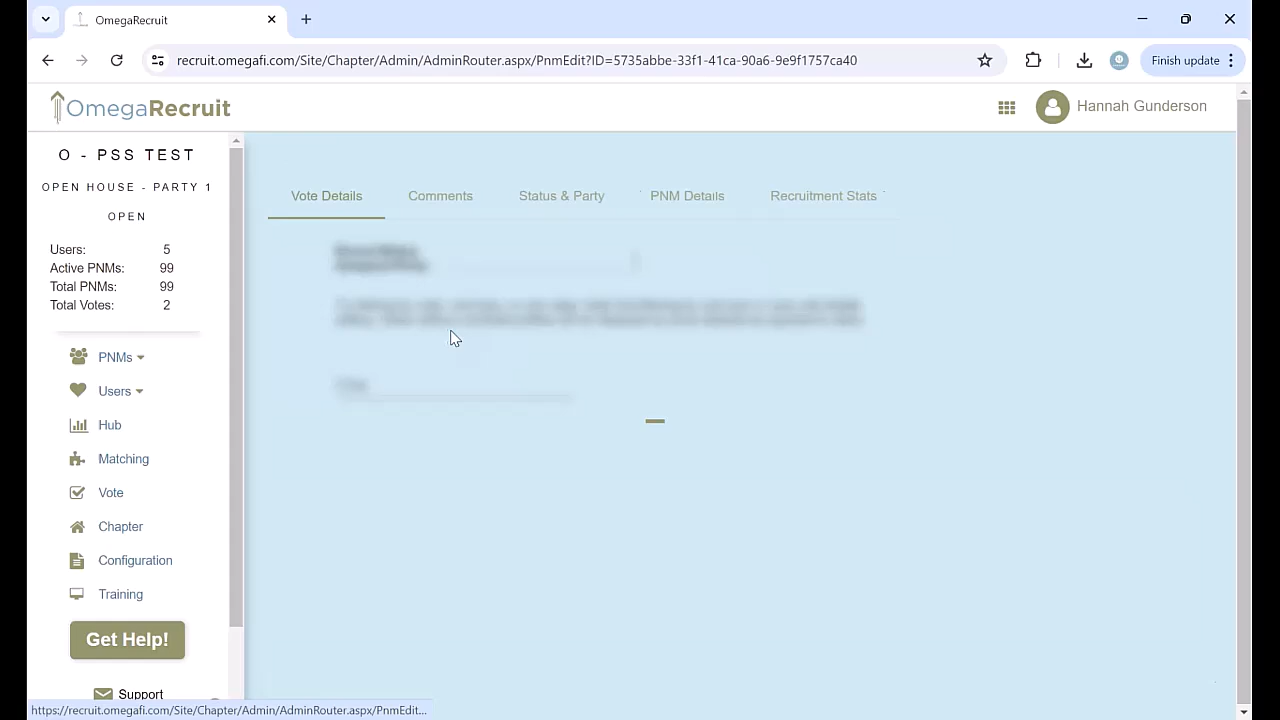 OmegaRecruit
recruit.omegafi.com/Site/Chapter/Admin/AdminRouter.aspx/PnmEdit?ID=5735abbe-33f1-41ca-90a6-9e9f1757ca40
Finish update
OmegaRecruit
Hannah Gunderson
O - PSS TEST
OPEN HOUSE - PARTY 1
OPEN
Users: 5
Active PNMs: 99
Total PNMs: 99
Total Votes: 2
PNMs
Users
Hub
Matching
Vote
Chapter
Configuration
Training
Get Help!
Support
Vote Details Comments Status & Party PNM Details Recruitment Stats
https://recruit.omegafi.com/Site/Chapter/Admin/AdminRouter.aspx/PnmEdit...